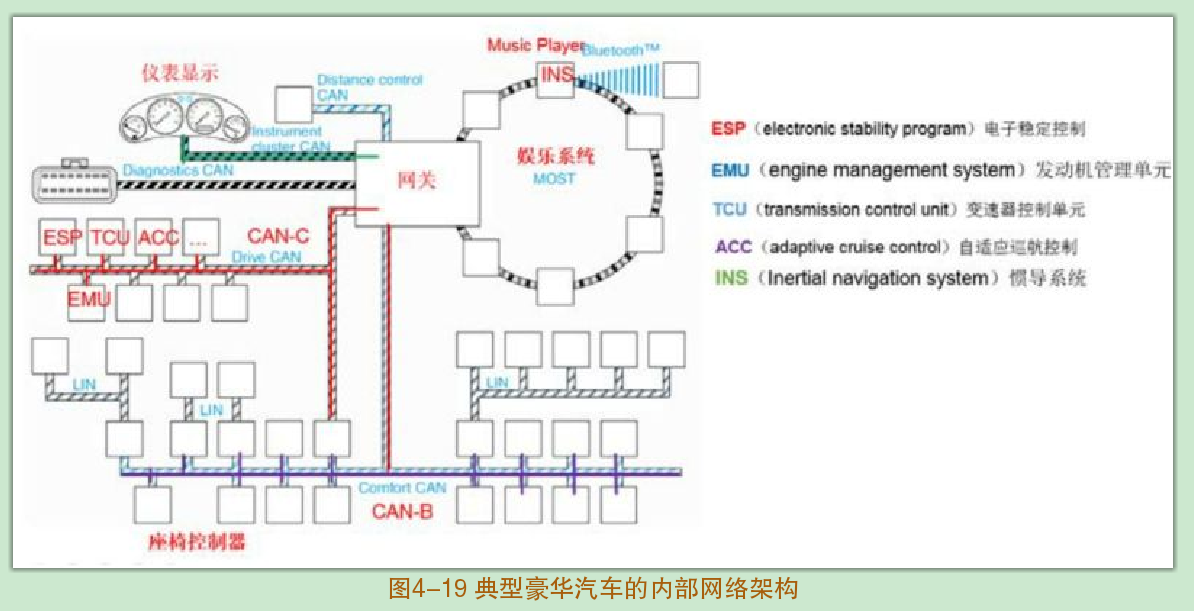 Music Player
Bluetooth™
INS
仪表显示
Distance control
CAN
Instrument
cluster CAN
Diagnostics CAN
网关
娱乐系统
MOST
ESP（electronic stability program）电子稳定控制
EMU（engine management system）发动机管理单元
TCU（transmission control unit）变速器控制单元
ACC（adaptive cruise control）自适应巡航控制
INS（Inertial navigation system）惯导系统
ESP
TCU
ACC
...
CAN-C
Drive CAN
EMU
LIN
LIN
LIN
Comfort CAN
CAN-B
座椅控制器
图4-19 典型豪华汽车的内部网络架构